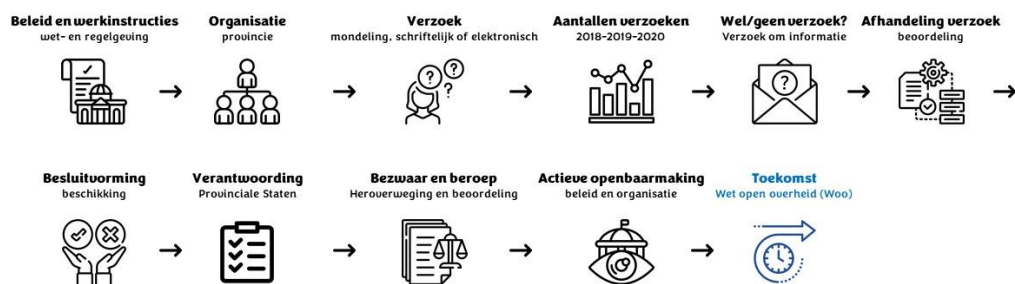 Beleid en werkinstructies
wet- en regelgeving
Organisatie
provincie
Verzoek
mondeling, schriftelijk of elektronisch
Aantallen verzoeken
2018-2019-2020
Wel/geen verzoek?
Verzoek om informatie
Afhandeling verzoek
beoordeling
Besluitvorming
beschikking
Verantwoording
Provinciale Staten
Bezwaar en beroep
Heroverweging en beoordeling
Actieve openbaarmaking
beleid en organisatie
Toekomst
Wet open overheid (Woo)